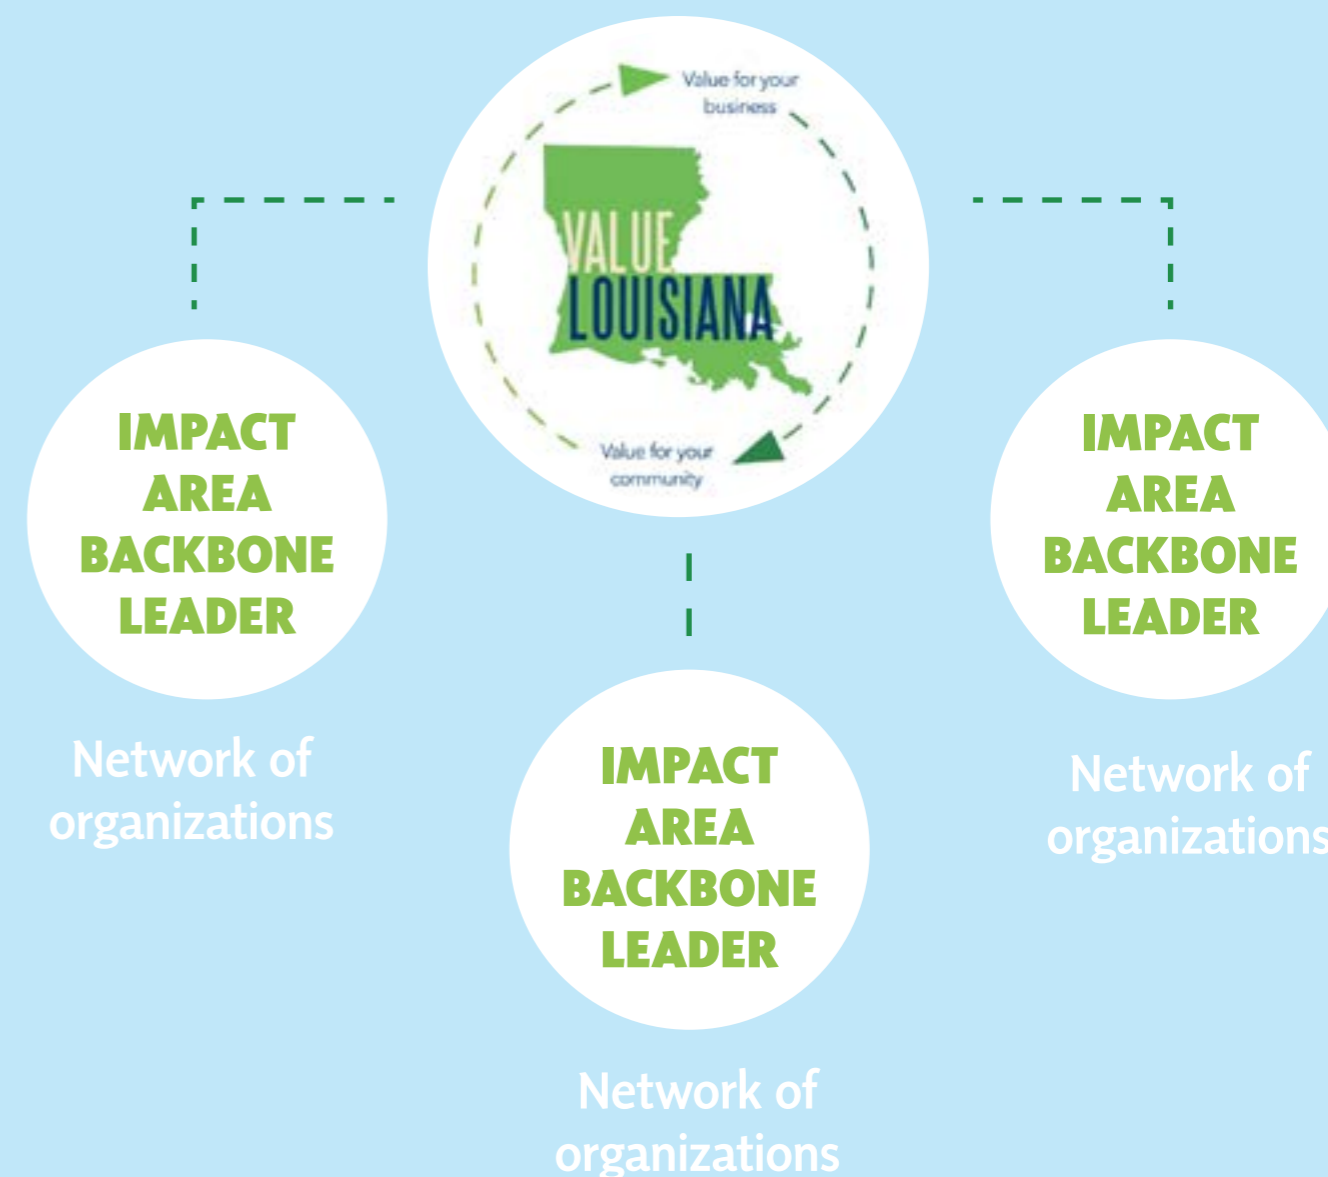 Value for your
business
VALUE
LOUISIANA
Value for your
community
IMPACT
AREA
BACKBONE
LEADER
Network of
organizations
IMPACT
AREA
BACKBONE
LEADER
Network of
organizations
IMPACT
AREA
BACKBONE
LEADER
Network of
organizations